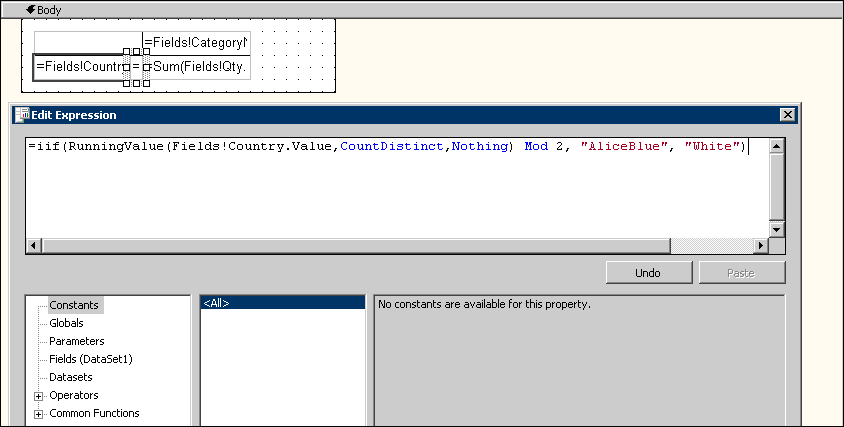 Body
=Fields!CategoryN
=Fields!Countr
=
=Sum(Fields!Qty.
Edit Expression
=iif(RunningValue(Fields!Country.Value,CountDistinct,Nothing) Mod 2, "AliceBlue", "White")
Undo
Paste
Constants
<All>
No constants are available for this property.
Globals
Parameters
Fields (DataSet1)
Datasets
Operators
Common Functions